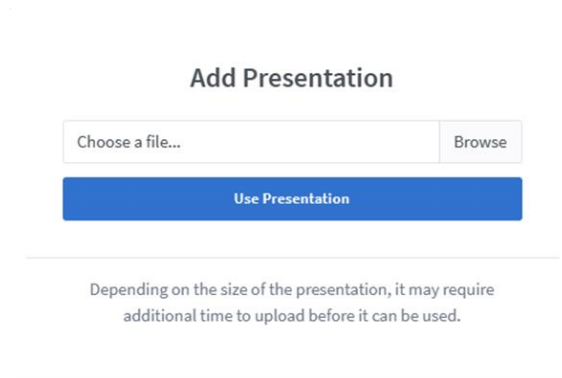 Add Presentation
Choose a file...
Browse
Use Presentation
Depending on the size of the presentation, it may require
additional time to upload before it can be used.